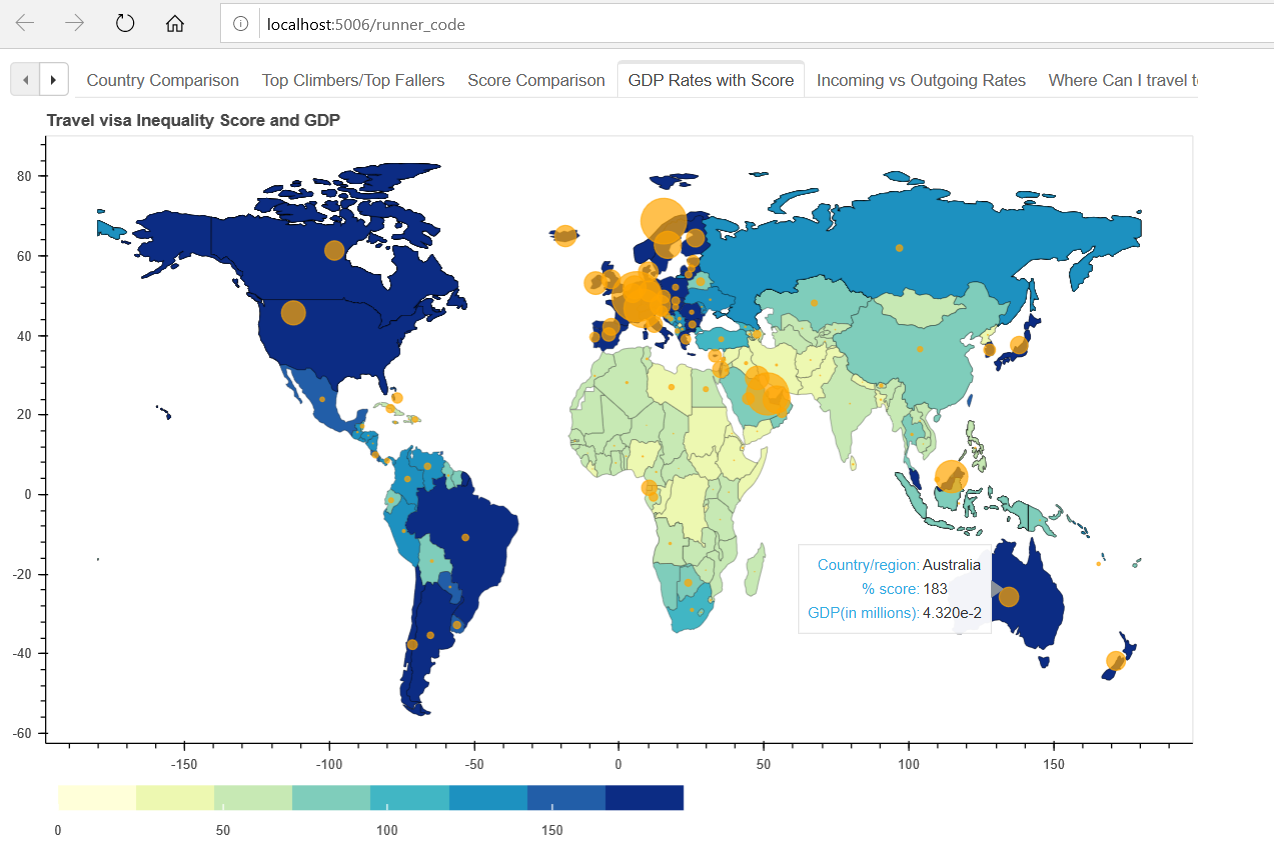 localhost:5006/runner_code
Country Comparison Top Climbers/Top Fallers Score Comparison GDP Rates with Score Incoming vs Outgoing Rates Where Can I travel t
Travel visa Inequality Score and GDP
80
60
40
20
0
-20
-40
-60
Country/region: Australia
% score: 183
GDP(in millions): 4.320e-2
-150 -100 -50 0 50 100 150
0 50 100 150